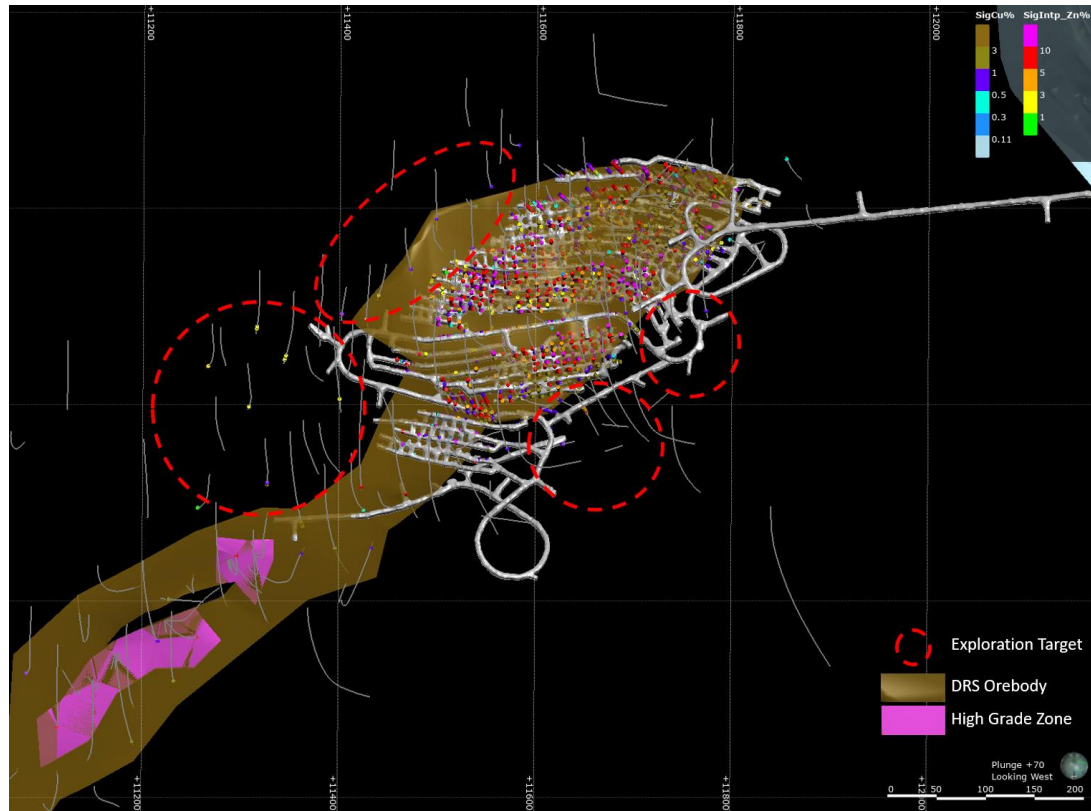 +11200
+11400
+11600
+11800
+12000
SigCu%
SigIntp_Zn%
3
1
0.5
0.3
0.11
10
5
3
1
Exploration Target
DRS Orebody
High Grade Zone
Plunge +70
Looking West
0 50 100 150 200
+11200
+11400
+11600
+11800
+12000